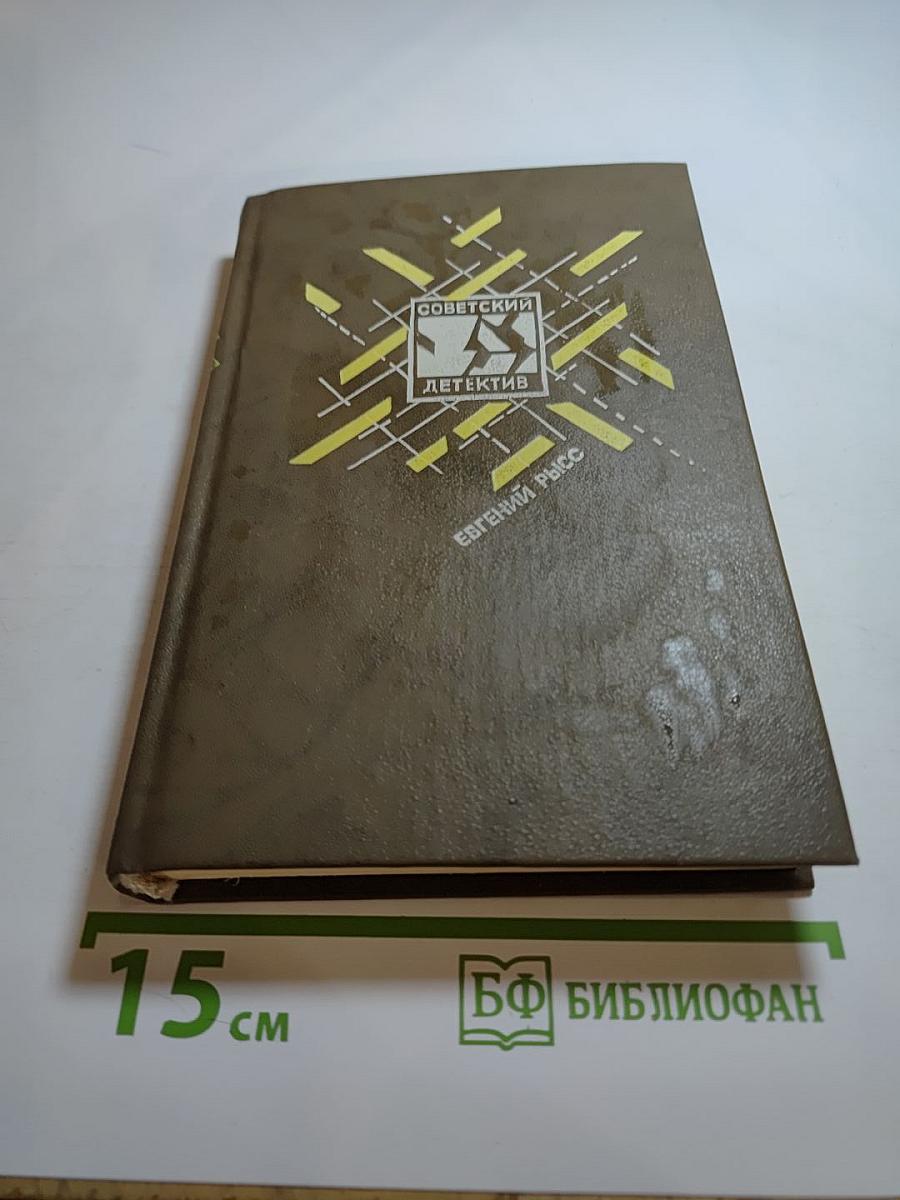 СОВЕТСКИЙ
ДЕТЕКТИВ
ЕВГЕНИЙ РЫСС
15 см
БФ БИБЛИОФАН